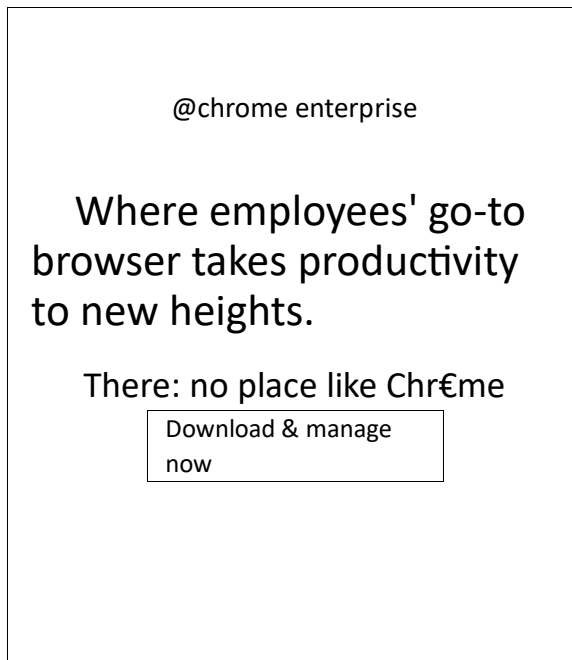 @chrome enterprise
Where employees' go-to
browser takes productivity
to new heights.
There: no place like Chr€me
Download & manage
now